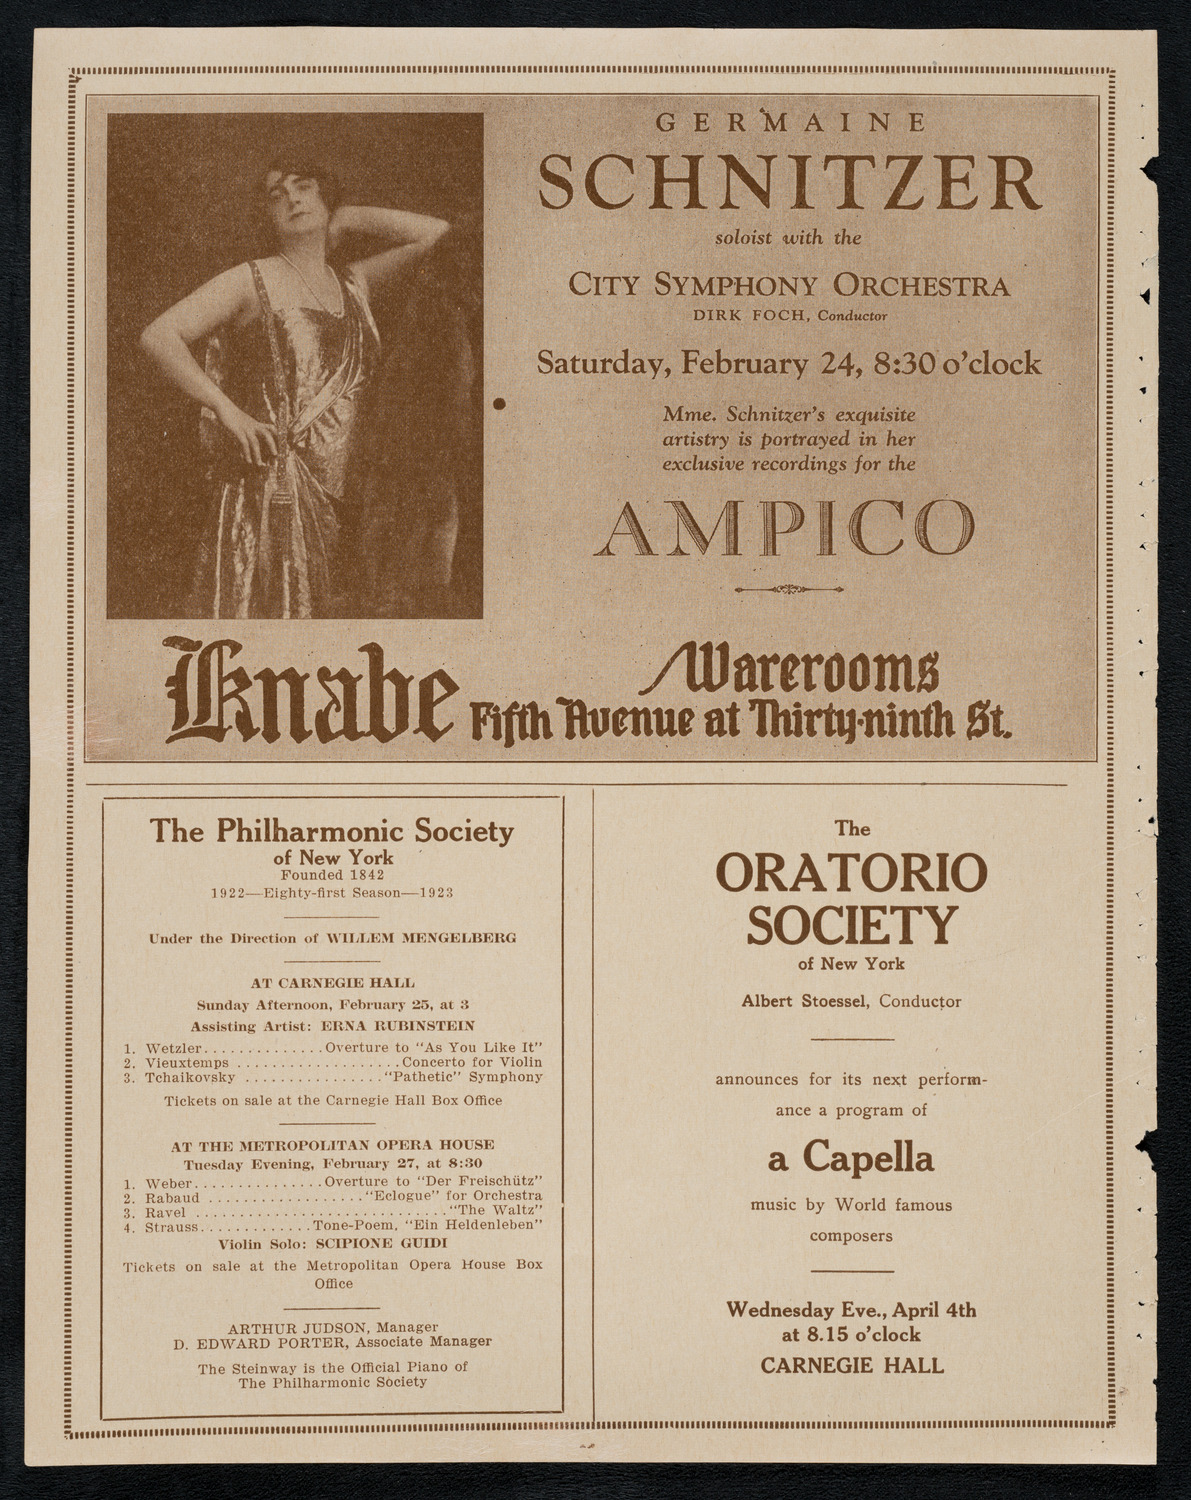 GERMAINE
SCHNITZER
soloist with the
CITY SYMPHONY ORCHESTRA
DIRK FOCH, Conductor
Saturday, February 24, 8:30 o'clock
Mme. Schnitzer's exquisite
artistry is portrayed in her
exclusive recordings for the
AMPICO
Knabe Warerooms
Fifth Avenue at Thirty-ninth St.
The Philharmonic Society
of New York
Founded 1842
1922—Eighty-first Season—1923
Under the Direction of WILLEM MENGELBERG
AT CARNEGIE HALL
Sunday Afternoon, February 25, at 3
Assisting Artist: ERNA RUBINSTEIN
1. Wetzler..............Overture to "As You Like It"
2. Vieuxtemps ..................Concerto for Violin
3. Tchaikovsky ..............."Pathetic" Symphony
Tickets on sale at the Carnegie Hall Box Office
AT THE METROPOLITAN OPERA HOUSE
Tuesday Evening, February 27, at 8:30
1. Weber..............Overture to "Der Freischütz"
2. Rabaud .................."Eclogue" for Orchestra
3. Ravel ............................"The Waltz"
4. Strauss............Tone-Poem, "Ein Heldenleben"
Violin Solo: SCIPIONE GUIDI
Tickets on sale at the Metropolitan Opera House Box
Office
ARTHUR JUDSON, Manager
D. EDWARD PORTER, Associate Manager
The Steinway is the Official Piano of
The Philharmonic Society
The
ORATORIO
SOCIETY
of New York
Albert Stoessel, Conductor
announces for its next perform-
ance a program of
a Capella
music by World famous
composers
Wednesday Eve., April 4th
at 8.15 o'clock
CARNEGIE HALL